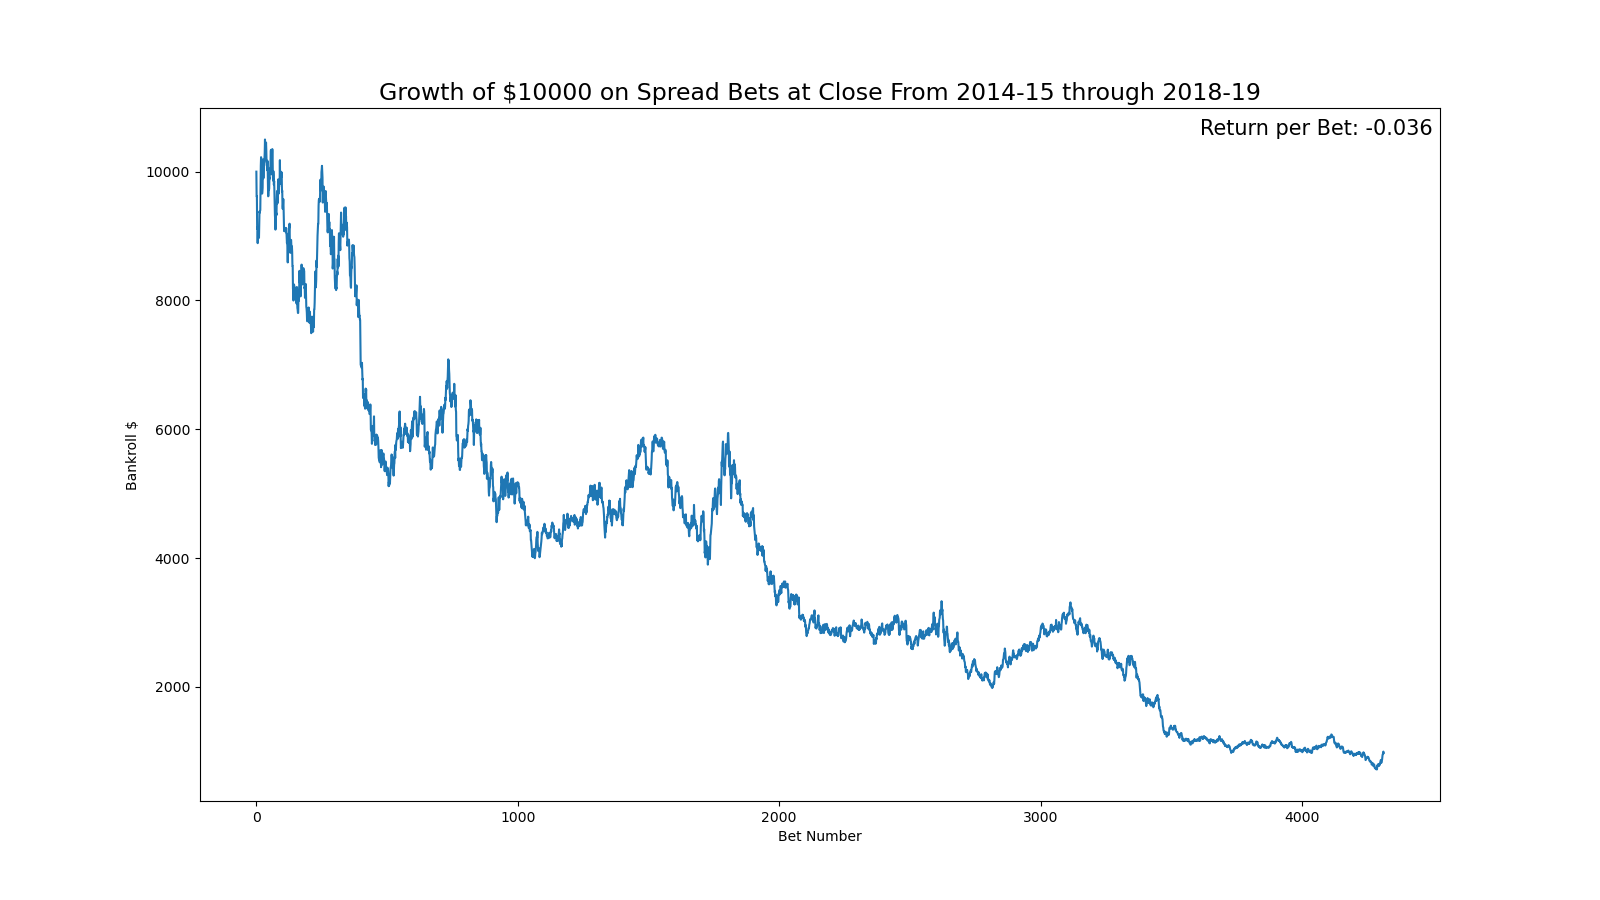 Growth of $10000 on Spread Bets at Close From 2014-15 through 2018-19
Return per Bet: -0.036
10000
8000
6000
4000
2000
Bankroll $
0 1000 2000 3000 4000
Bet Number